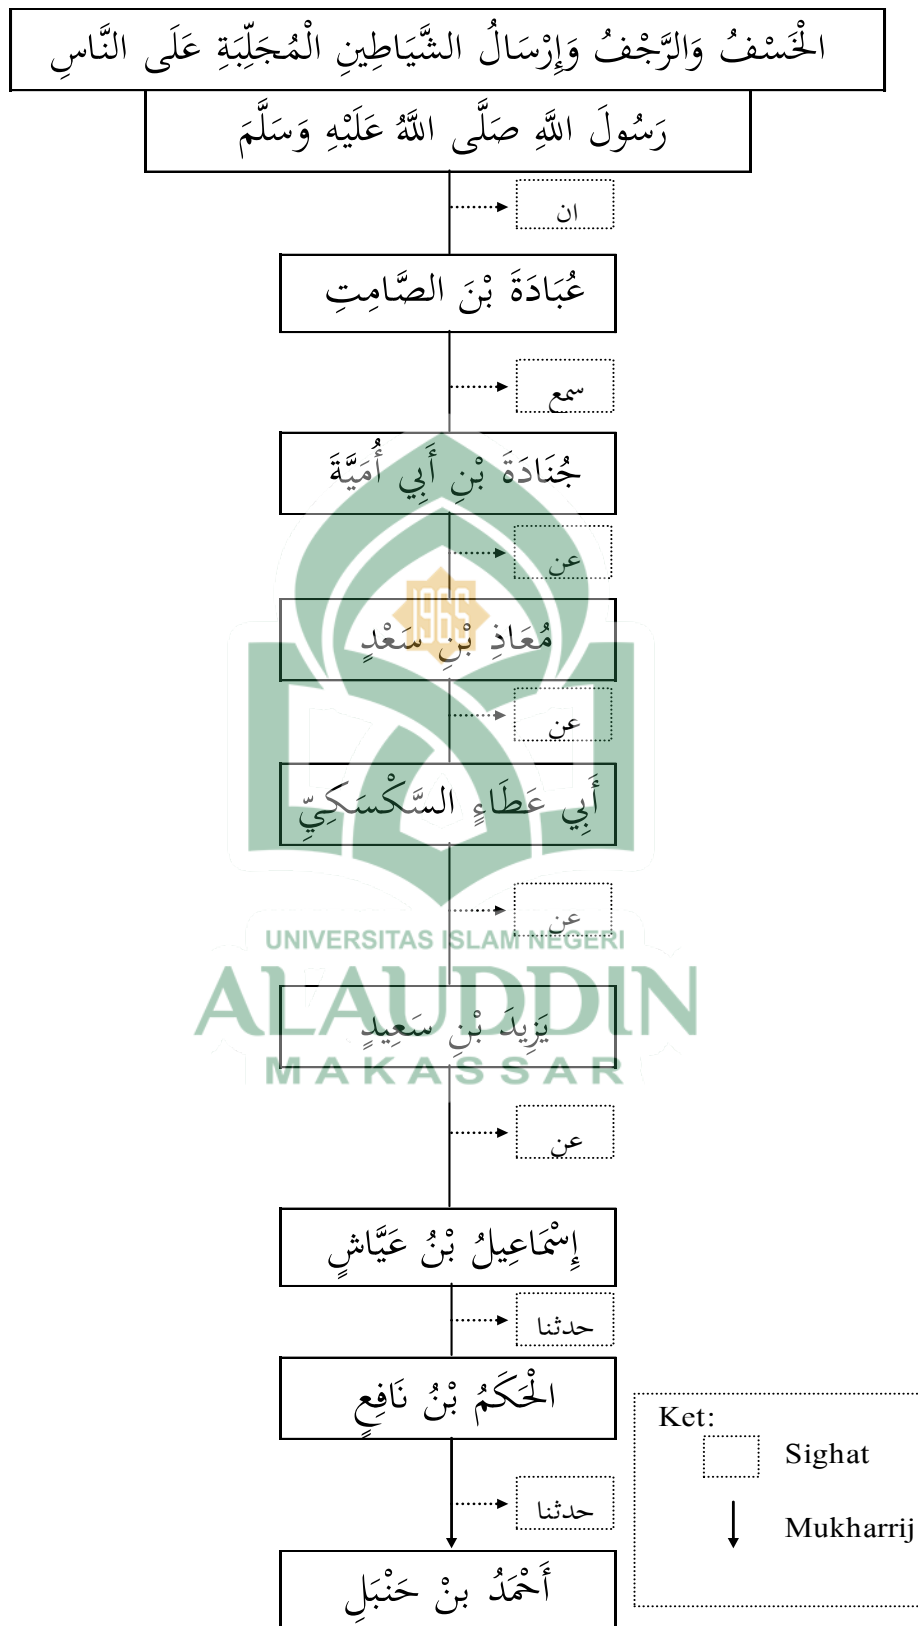 الْخَسْفُ وَالرَّجْفُ وَإِرْسَالُ الشَّيَاطِينِ الْمُجَلِّبَةِ عَلَى النَّاسِ
رَسُولَ اللَّهِ صَلَّى اللَّهُ عَلَيْهِ وَسَلَّمَ
ان
عُبَادَةَ بْنَ الصَّامِتِ
سمع
جُنَادَةَ بْنِ أَبِي أُمَيَّةَ
عن
1965
مُعَاذِ بْنِ سَعْدٍ
عن
أَبِي عَطَاءٍ السَّكْسَكِيِّ
عن
UNIVERSITAS ISLAM NEGERI
ALAUDDIN
يَزِيدَ بْنِ سَعِيدٍ
MAKASSAR
عن
إِسْمَاعِيلُ بْنُ عَيَّاشٍ
حدثنا
الْحَكَمُ بْنُ نَافِعٍ
Ket:
Sighat
حدثنا
Mukharrij
أَحْمَدُ بنْ حَنْبَلِ